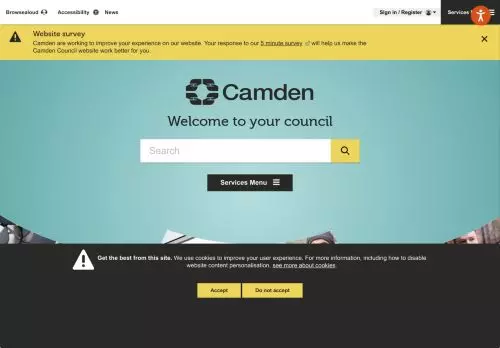 Browsealoud Accessibility News Sign in / Register
Services M
Website survey
Camden are working to improve your experience on our website. Your response to our 5 minute survey will help us make the
Camden Council website work better for you.
Camden
Welcome to your council
Search
Services Menu
Get the best from this site. We use cookies to improve your user experience. For more information, including how to disable
website content personalisation, see more about cookies.
Accept Do not accept